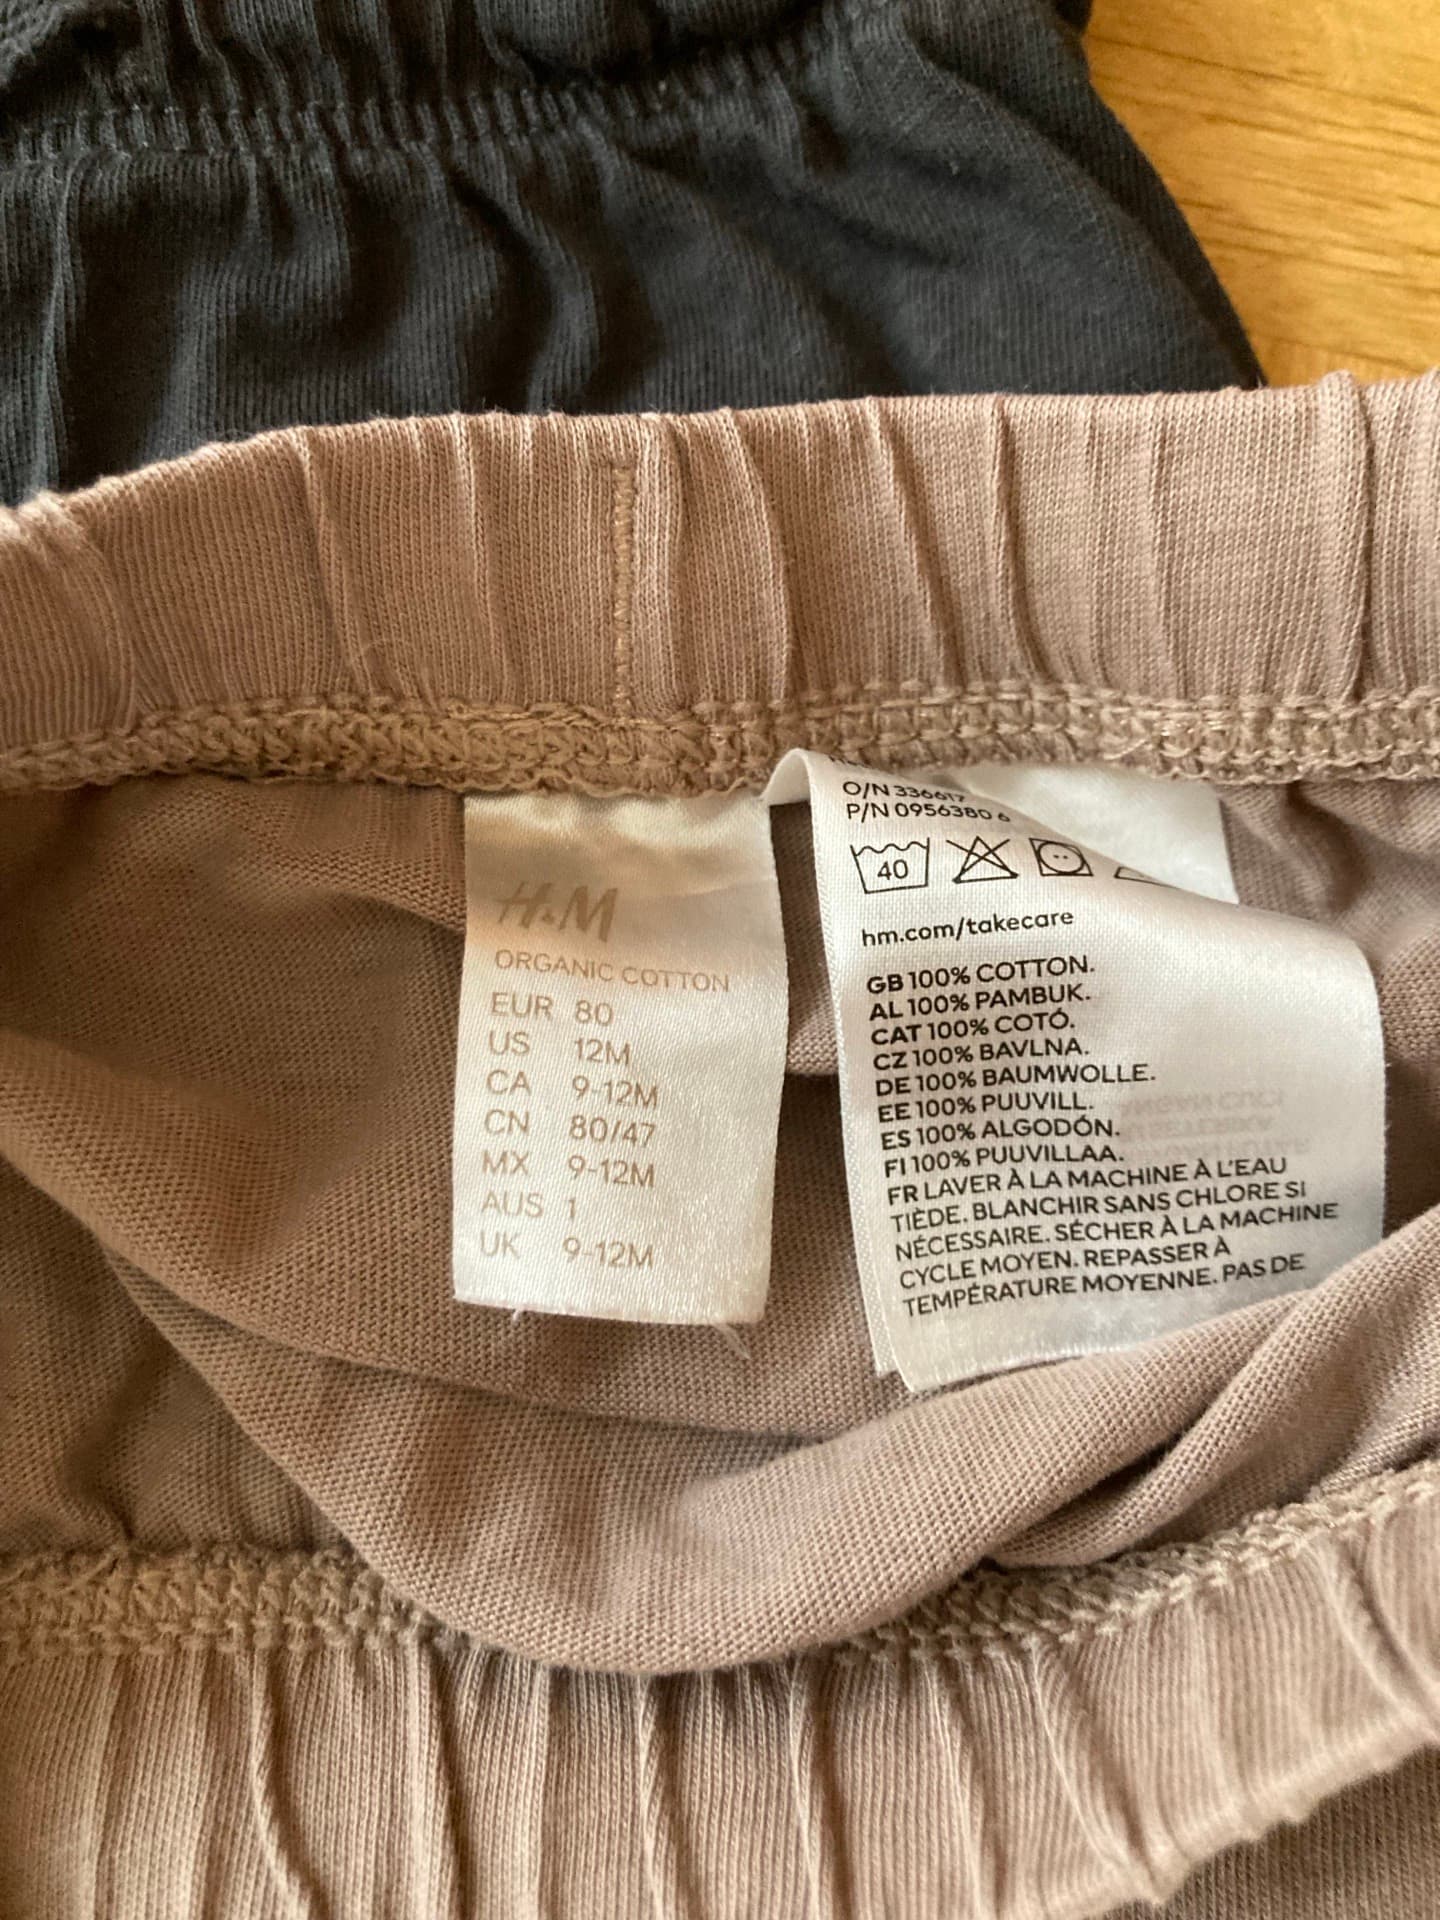 H&M
ORGANIC COTTON
EUR 80
US 12M
CA 9-12M
CN 80/47
MX 9-12M
AUS 1
UK 9-12M
O/N 336617
P/N 0956380 6
40
hm.com/takecare
GB 100% COTTON.
AL 100% PAMBUK.
CAT 100% COTÓ.
CZ 100% BAVLNA.
DE 100% BAUMWOLLE.
EE 100% PUUVILL.
ES 100% ALGODÓN.
FI 100% PUUVILLAA.
FR LAVER À LA MACHINE À L'EAU
TIÈDE. BLANCHIR SANS CHLORE SI
NÉCESSAIRE. SÉCHER À LA MACHINE
CYCLE MOYEN. REPASSER À
TEMPÉRATURE MOYENNE. PAS DE